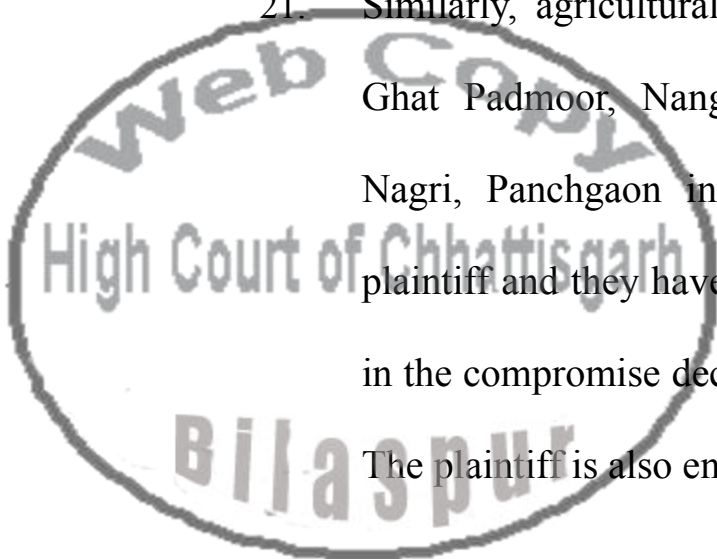 21. Similarly, agricultural
Web Copy
Ghat Padmoor, Nang
Nagri, Panchgaon in
High Court of Chhattisgarh
plaintiff and they have
in the compromise dec
Bilaspur
The plaintiff is also en